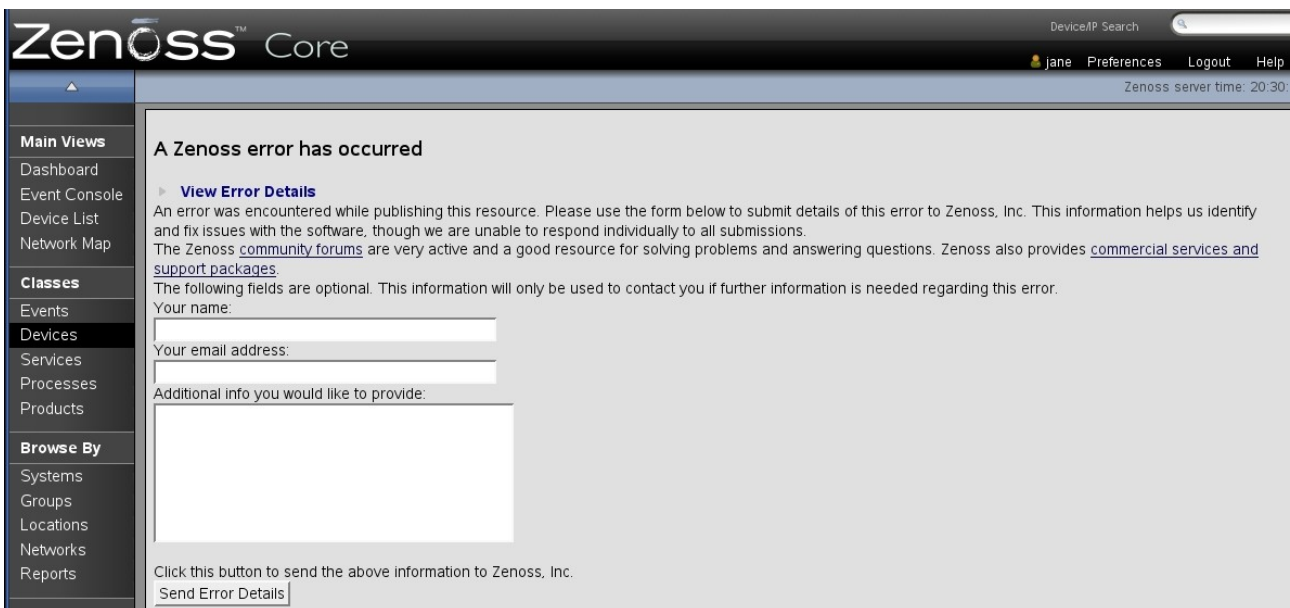 Zenoss™ Core
Device/IP Search
jane Preferences Logout Help
Zenoss server time: 20:30:
Main Views
Dashboard
Event Console
Device List
Network Map
Classes
Events
Devices
Services
Processes
Products
Browse By
Systems
Groups
Locations
Networks
Reports
A Zenoss error has occurred
View Error Details
An error was encountered while publishing this resource. Please use the form below to submit details of this error to Zenoss, Inc. This information helps us identify
and fix issues with the software, though we are unable to respond individually to all submissions.
The Zenoss community forums are very active and a good resource for solving problems and answering questions. Zenoss also provides commercial services and
support packages.
The following fields are optional. This information will only be used to contact you if further information is needed regarding this error.
Your name:
Your email address:
Additional info you would like to provide:
Click this button to send the above information to Zenoss, Inc.
Send Error Details